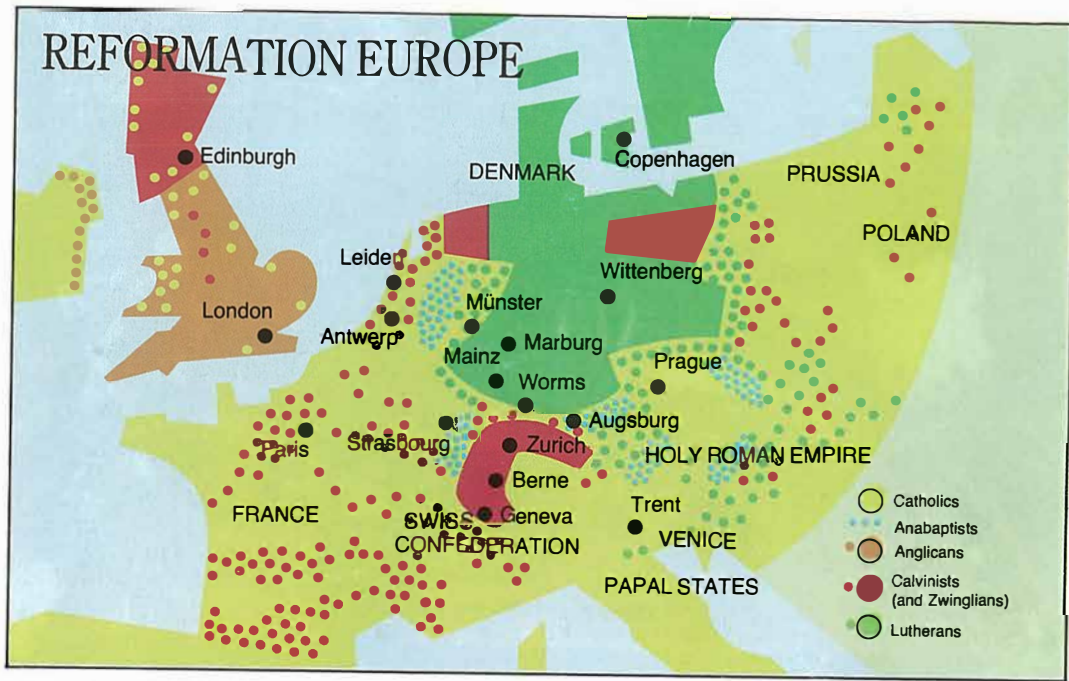 REFORMATION EUROPE
Edinburgh
Copenhagen
DENMARK
PRUSSIA
POLAND
Leiden
Wittenberg
London
Münster
Antwerp
Marburg
Mainz
Prague
Worms
Augsburg
Paris
Strasbourg
Zurich
HOLY ROMAN EMPIRE
Berne
Trent
FRANCE
SWISS
CONFEDERATION
Geneva
VENICE
PAPAL STATES
Catholics
Anabaptists
Anglicans
Calvinists
(and Zwinglians)
Lutherans